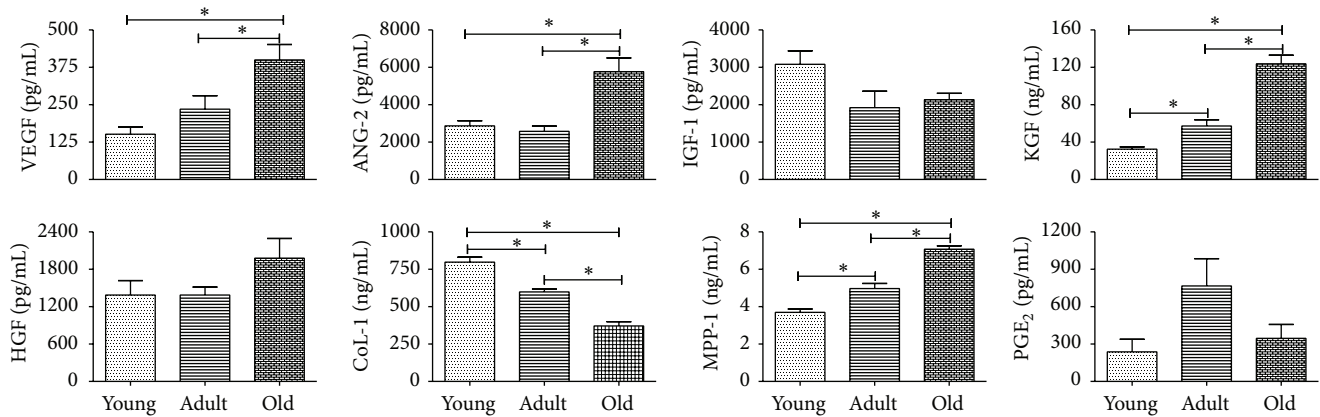 * * * * * * *
500 8000 4000 160
375 6000 3000 120
250 4000 2000 80
125 2000 1000 40
0 0 0 0
VEGF (pg/mL) ANG-2 (pg/mL) IGF-1 (pg/mL) KGF (ng/mL)
* * * * * *
2400 1000 8 1200
1800 750 6 900
1200 500 4 600
600 250 2 300
0 0 0 0
HGF (pg/mL) CoL-1 (ng/mL) MPP-1 (ng/mL) PGE₂ (pg/mL)
Young Adult Old Young Adult Old Young Adult Old Young Adult Old